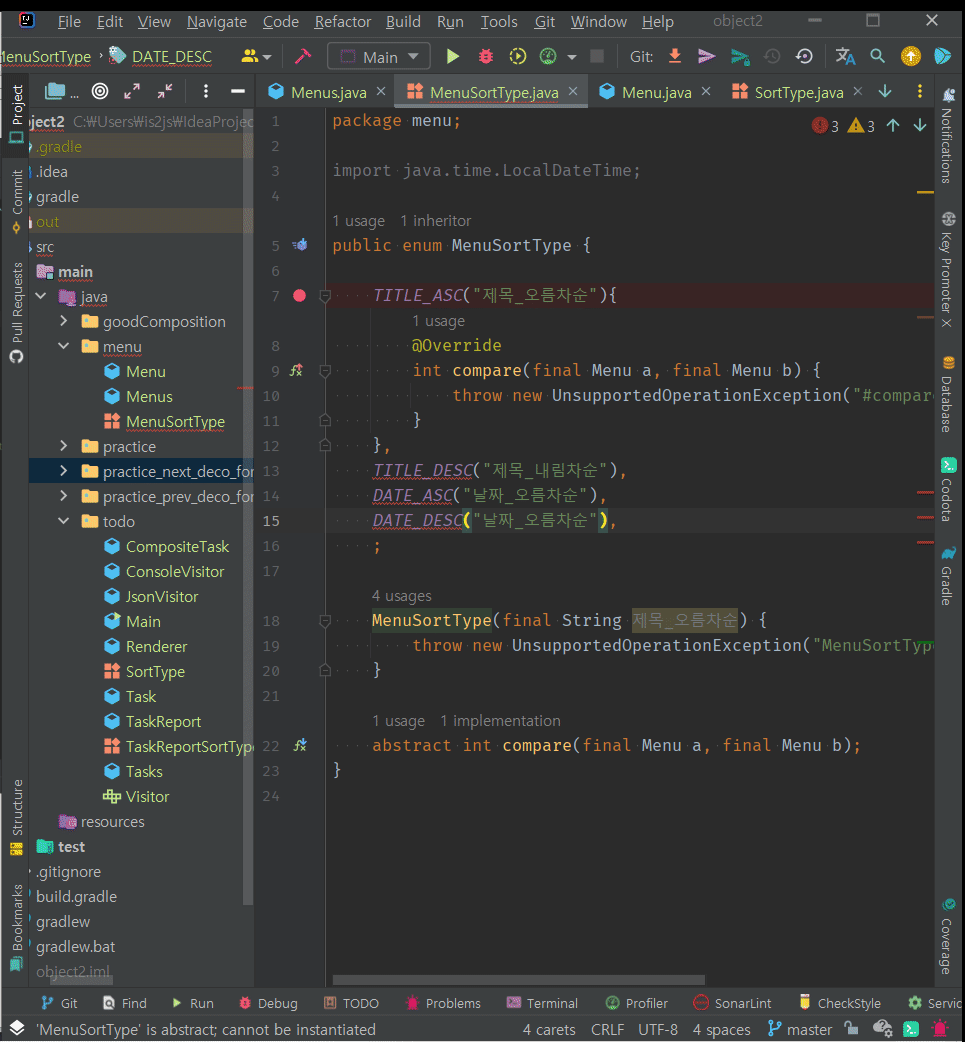 File Edit View Navigate Code Refactor Build Run Tools Git Window Help object2
MenuSortType DATE_DESC Main Git:
Menus.java MenuSortType.java Menu.java SortType.java
Project
Commit
Pull Requests
Structure
Bookmarks
object2 C:₩Users₩is2js₩IdeaProjec
.gradle
.idea
gradle
out
src
main
java
goodComposition
menu
Menu
Menus
MenuSortType
practice
practice_next_deco_for
practice_prev_deco_for
todo
CompositeTask
ConsoleVisitor
JsonVisitor
Main
Renderer
SortType
Task
TaskReport
TaskReportSortType
Tasks
Visitor
resources
test
.gitignore
build.gradle
gradlew
gradlew.bat
object2.iml
3 3
1 package menu;
2
3 import java.time.LocalDateTime;
4
1 usage 1 inheritor
5 public enum MenuSortType {
6
7 TITLE_ASC("제목_오름차순"){
1 usage
8 @Override
9 int compare(final Menu a, final Menu b) {
10 throw new UnsupportedOperationException("#compar
11 }
12 },
13 TITLE_DESC("제목_내림차순"),
14 DATE_ASC("날짜_오름차순"),
15 DATE_DESC("날짜_오름차순"),
16 ;
17
4 usages
18 MenuSortType(final String 제목_오름차순) {
19 throw new UnsupportedOperationException("MenuSortTyp
20 }
21
1 usage 1 implementation
22 abstract int compare(final Menu a, final Menu b);
23 }
24
Notifications
Key Promoter X
Database
Codota
Gradle
Coverage
Git Find Run Debug TODO Problems Terminal Profiler SonarLint CheckStyle Servic
'MenuSortType' is abstract; cannot be instantiated 4 carets CRLF UTF-8 4 spaces master